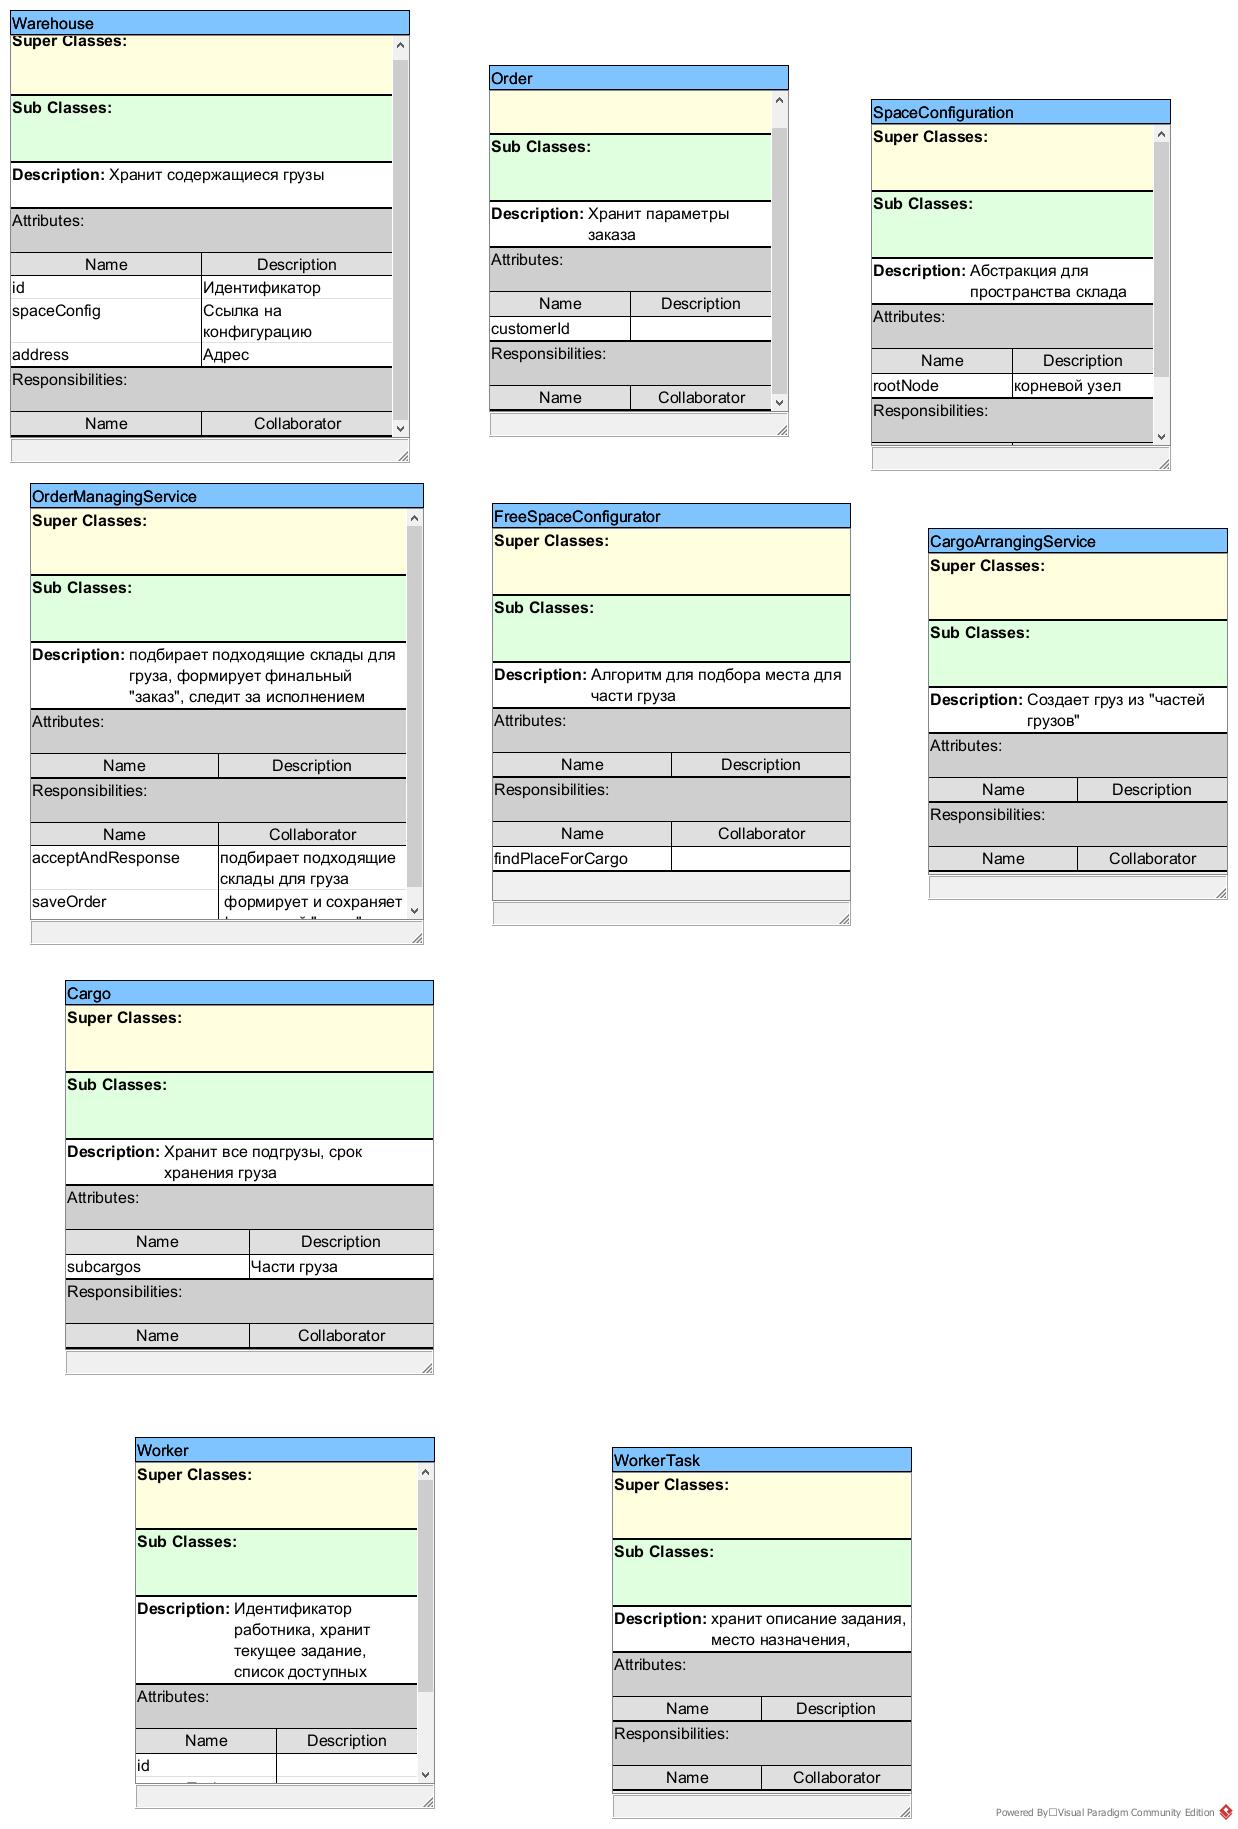 Warehouse
Super Classes:
Sub Classes:
Description: Хранит содержащиеся грузы
Attributes:
Name Description
id Идентификатор
spaceConfig Ссылка на
конфигурацию
address Адрес
Responsibilities:
Name Collaborator
Order
Sub Classes:
Description: Хранит параметры
заказа
Attributes:
Name Description
customerId
Responsibilities:
Name Collaborator
SpaceConfiguration
Super Classes:
Sub Classes:
Description: Абстракция для
пространства склада
Attributes:
Name Description
rootNode корневой узел
Responsibilities:
OrderManagingService
Super Classes:
Sub Classes:
Description: подбирает подходящие склады для
груза, формирует финальный
"заказ", следит за исполнением
Attributes:
Name Description
Responsibilities:
Name Collaborator
acceptAndResponse подбирает подходящие
склады для груза
saveOrder формирует и сохраняет
FreeSpaceConfigurator
Super Classes:
Sub Classes:
Description: Алгоритм для подбора места для
части груза
Attributes:
Name Description
Responsibilities:
Name Collaborator
findPlaceForCargo
CargoArrangingService
Super Classes:
Sub Classes:
Description: Создает груз из "частей
грузов"
Attributes:
Name Description
Responsibilities:
Name Collaborator
Cargo
Super Classes:
Sub Classes:
Description: Хранит все подгрузы, срок
хранения груза
Attributes:
Name Description
subcargos Части груза
Responsibilities:
Name Collaborator
Worker
Super Classes:
Sub Classes:
Description: Идентификатор
работника, хранит
текущее задание,
список доступных
Attributes:
Name Description
id
WorkerTask
Super Classes:
Sub Classes:
Description: хранит описание задания,
место назначения,
Attributes:
Name Description
Responsibilities:
Name Collaborator
Powered By Visual Paradigm Community Edition